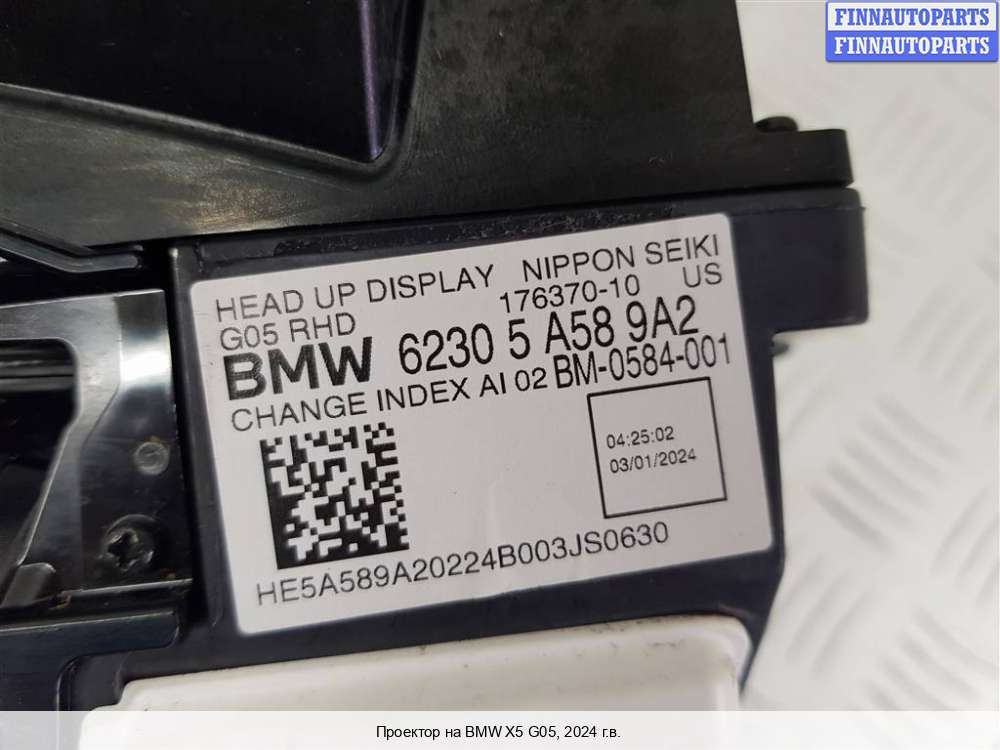 FINNAUTOPARTS
FINNAUTOPARTS
HEAD UP DISPLAY NIPPON SEIKI
G05 RHD 176370-10 US
BMW 6230 5 A58 9A2
CHANGE INDEX AI 02 BM-0584-001
04:25:02
03/01/2024
HE5A589A20224B003JS0630
Проектор на BMW X5 G05, 2024 г.в.